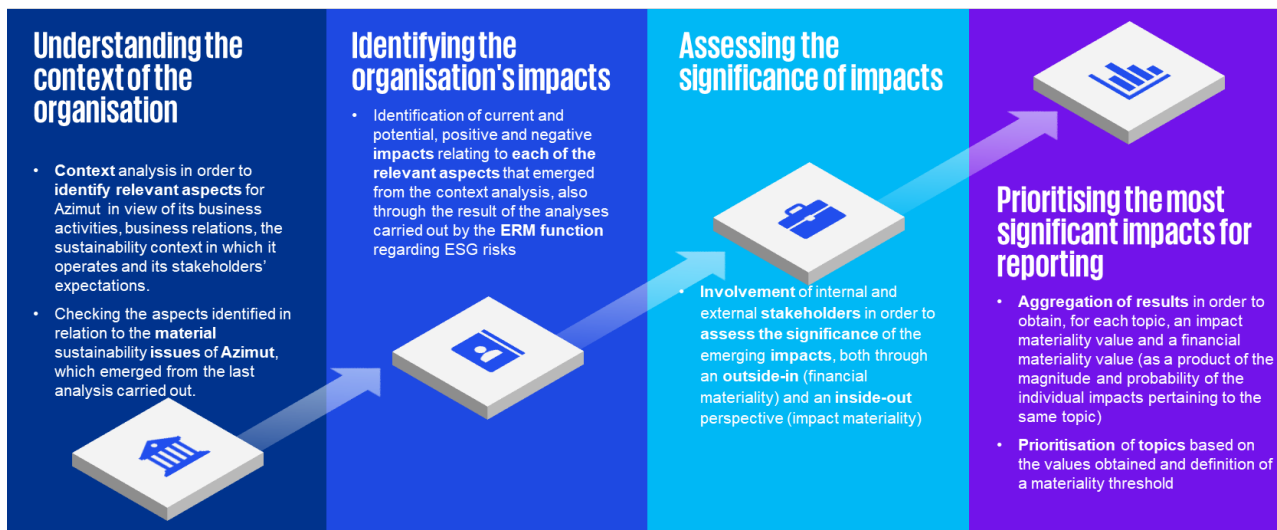 Understanding the
context of the
organisation
• Context analysis in order to
identify relevant aspects for
Azimut in view of its business
activities, business relations, the
sustainability context in which it
operates and its stakeholders'
expectations.
• Checking the aspects identified in
relation to the material
sustainability issues of Azimut,
which emerged from the last
analysis carried out.
Identifying the
organisation's impacts
• Identification of current and
potential, positive and negative
impacts relating to each of the
relevant aspects that emerged
from the context analysis, also
through the result of the analyses
carried out by the ERM function
regarding ESG risks
Assessing the
significance of impacts
• Involvement of internal and
external stakeholders in order to
assess the significance of the
emerging impacts, both through
an outside-in (financial
materiality) and an inside-out
perspective (impact materiality)
Prioritising the most
significant impacts for
reporting
• Aggregation of results in order to
obtain, for each topic, an impact
materiality value and a financial
materiality value (as a product of the
magnitude and probability of the
individual impacts pertaining to the
same topic)
• Prioritisation of topics based on
the values obtained and definition of
a materiality threshold